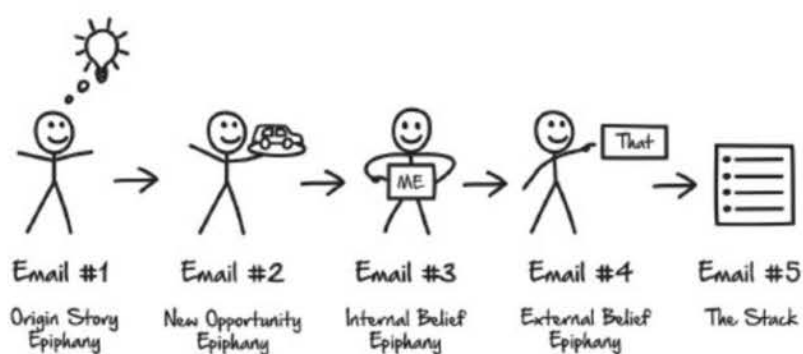 ME
That
Email #1
Email #2
Email #3
Email #4
Email #5
Origin Story
Epiphany
New Opportunity
Epiphany
Internal Belief
Epiphany
External Belief
Epiphany
The Stack